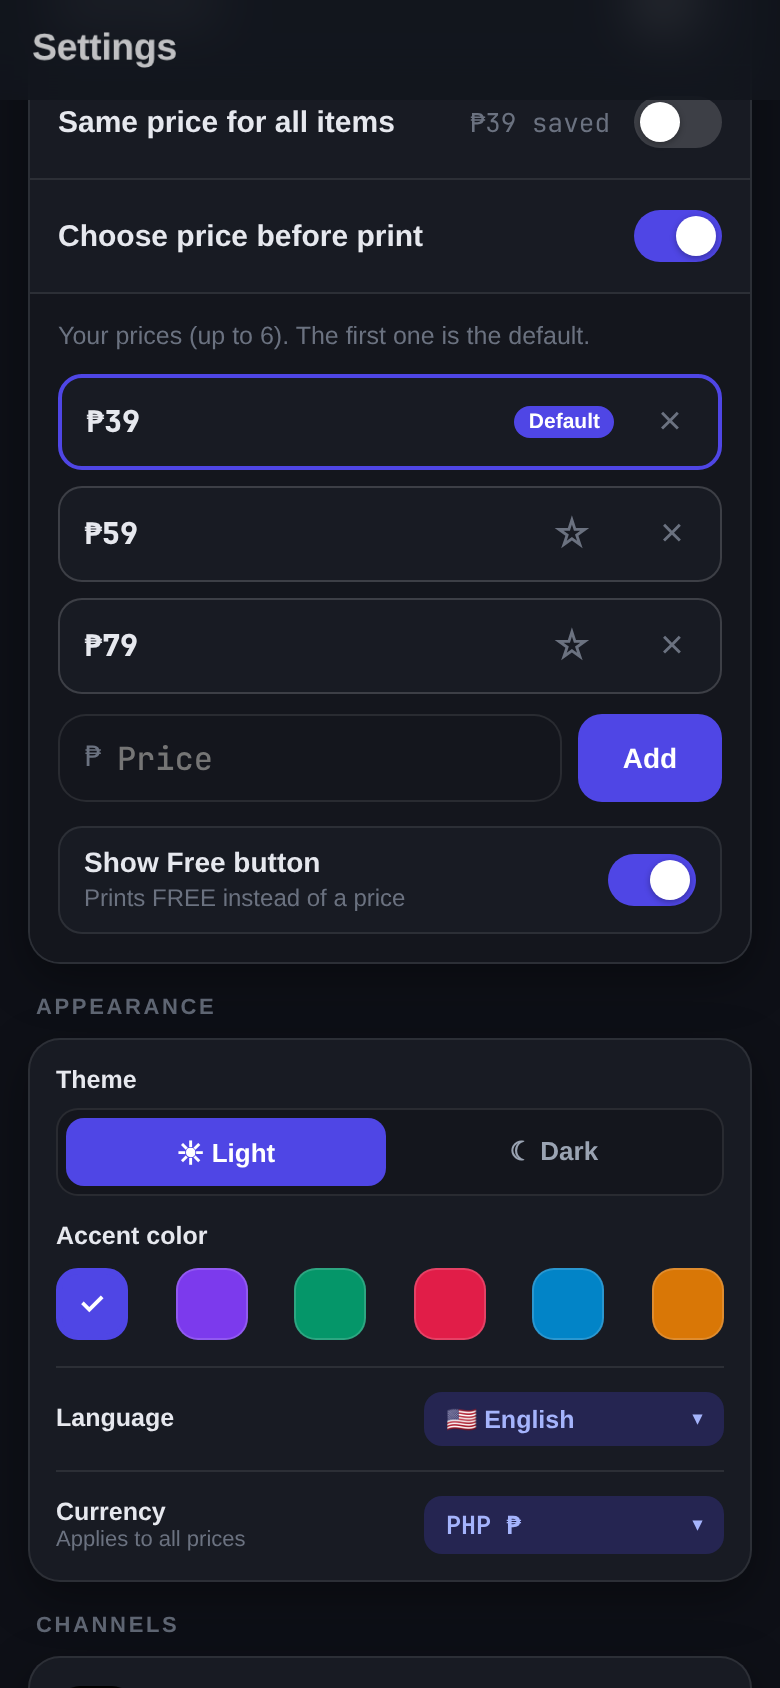 Settings
Same price for all items ₱39 saved
Choose price before print
Your prices (up to 6). The first one is the default.
₱39 Default ✕
₱59 ☆ ✕
₱79 ☆ ✕
₱ Price Add
Show Free button
Prints FREE instead of a price
APPEARANCE
Theme
☀ Light ☾ Dark
Accent color
Language 🇺🇸 English ▼
Currency PHP ₱ ▼
Applies to all prices
CHANNELS